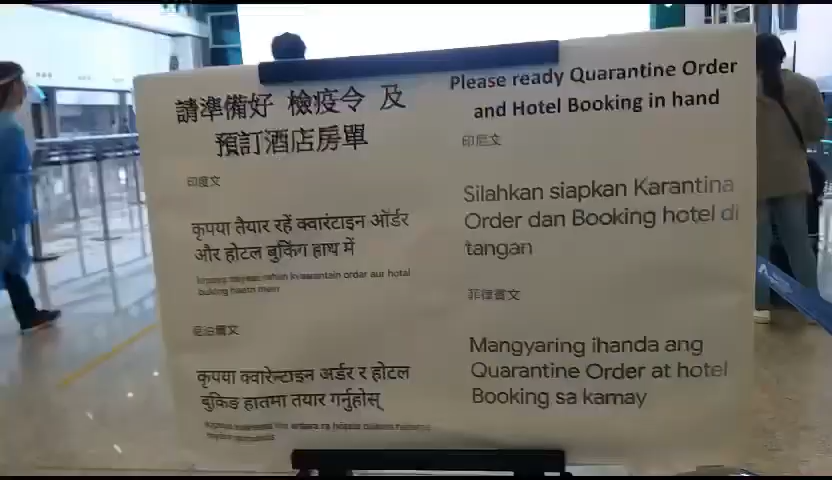 請準備好 檢疫令 及
預訂酒店房單
印度文
कृपया तैयार रहें क्वारंटाइन ऑर्डर
और होटल बुकिंग हाथ में
ordar aur hotal
尼泊爾文
कृपया क्वारेन्टाइन अर्डर र होटल
बुकिङ हातमा तयार गर्नुहोस्
Please ready Quarantine Order
and Hotel Booking in hand
印尼文
Silahkan siapkan Karantina
Order dan Booking hotel di
tangan
菲律賓文
Mangyaring ihanda ang
Quarantine Order at hotel
Booking sa kamay